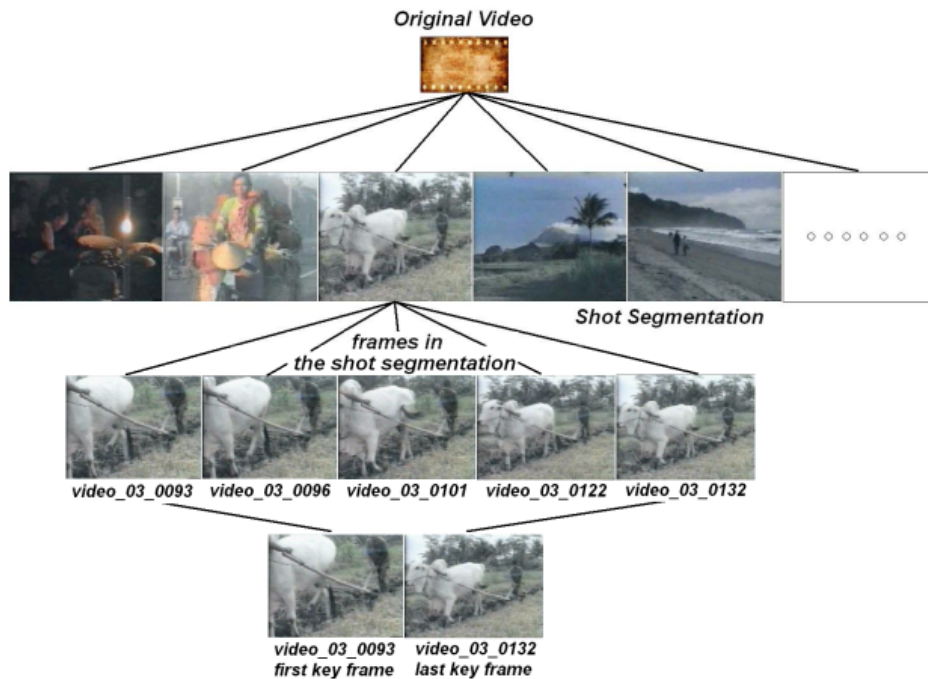 Original Video
Shot Segmentation
frames in
the shot segmentation
video_03_0093
video_03_0096
video_03_0101
video_03_0122
video_03_0132
video_03_0093
first key frame
video_03_0132
last key frame